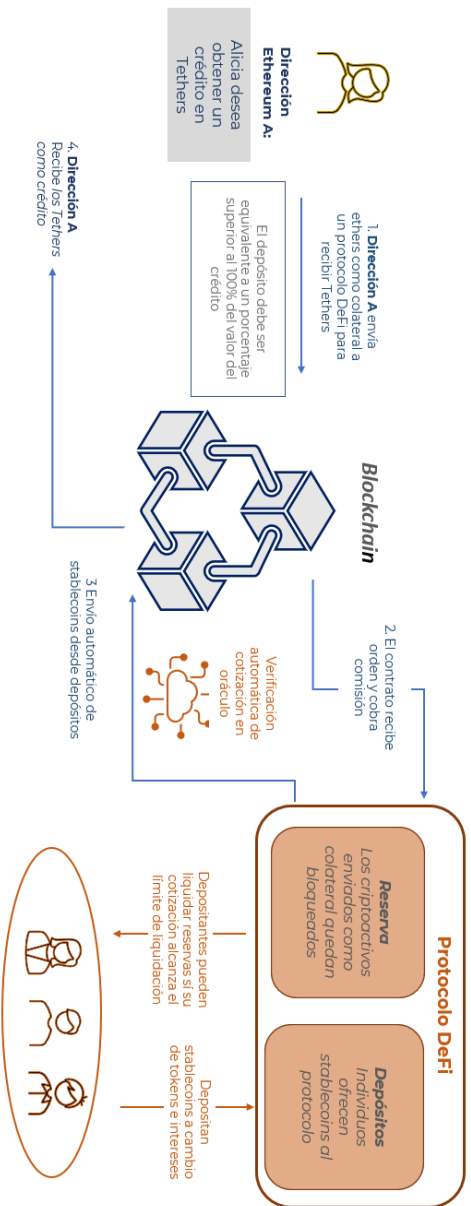 Dirección
Ethereum A:
Alicia desea
obtener un
crédito en
Tethers
1. Dirección A envía
ethers como colateral a
un protocolo DeFi para
recibir Tethers
El depósito debe ser
equivalente a un porcentaje
superior al 100% del valor del
crédito
4. Dirección A
Recibe los Tethers
como crédito
Blockchain
2. El contrato recibe
orden y cobra
comisión
Verificación
automática de
cotización en
oráculo
3 Envío automático de
stablecoins desde depósitos
Protocolo DeFi
Reserva
Los criptoactivos
enviados como
colateral quedan
bloqueados
Depósitos
Individuos
ofrecen
stablecoins al
protocolo
Depositantes pueden
liquidar reservas sí su
cotización alcanza el
límite de liquidación
Depositan
stablecoins a cambio
de tokens e intereses